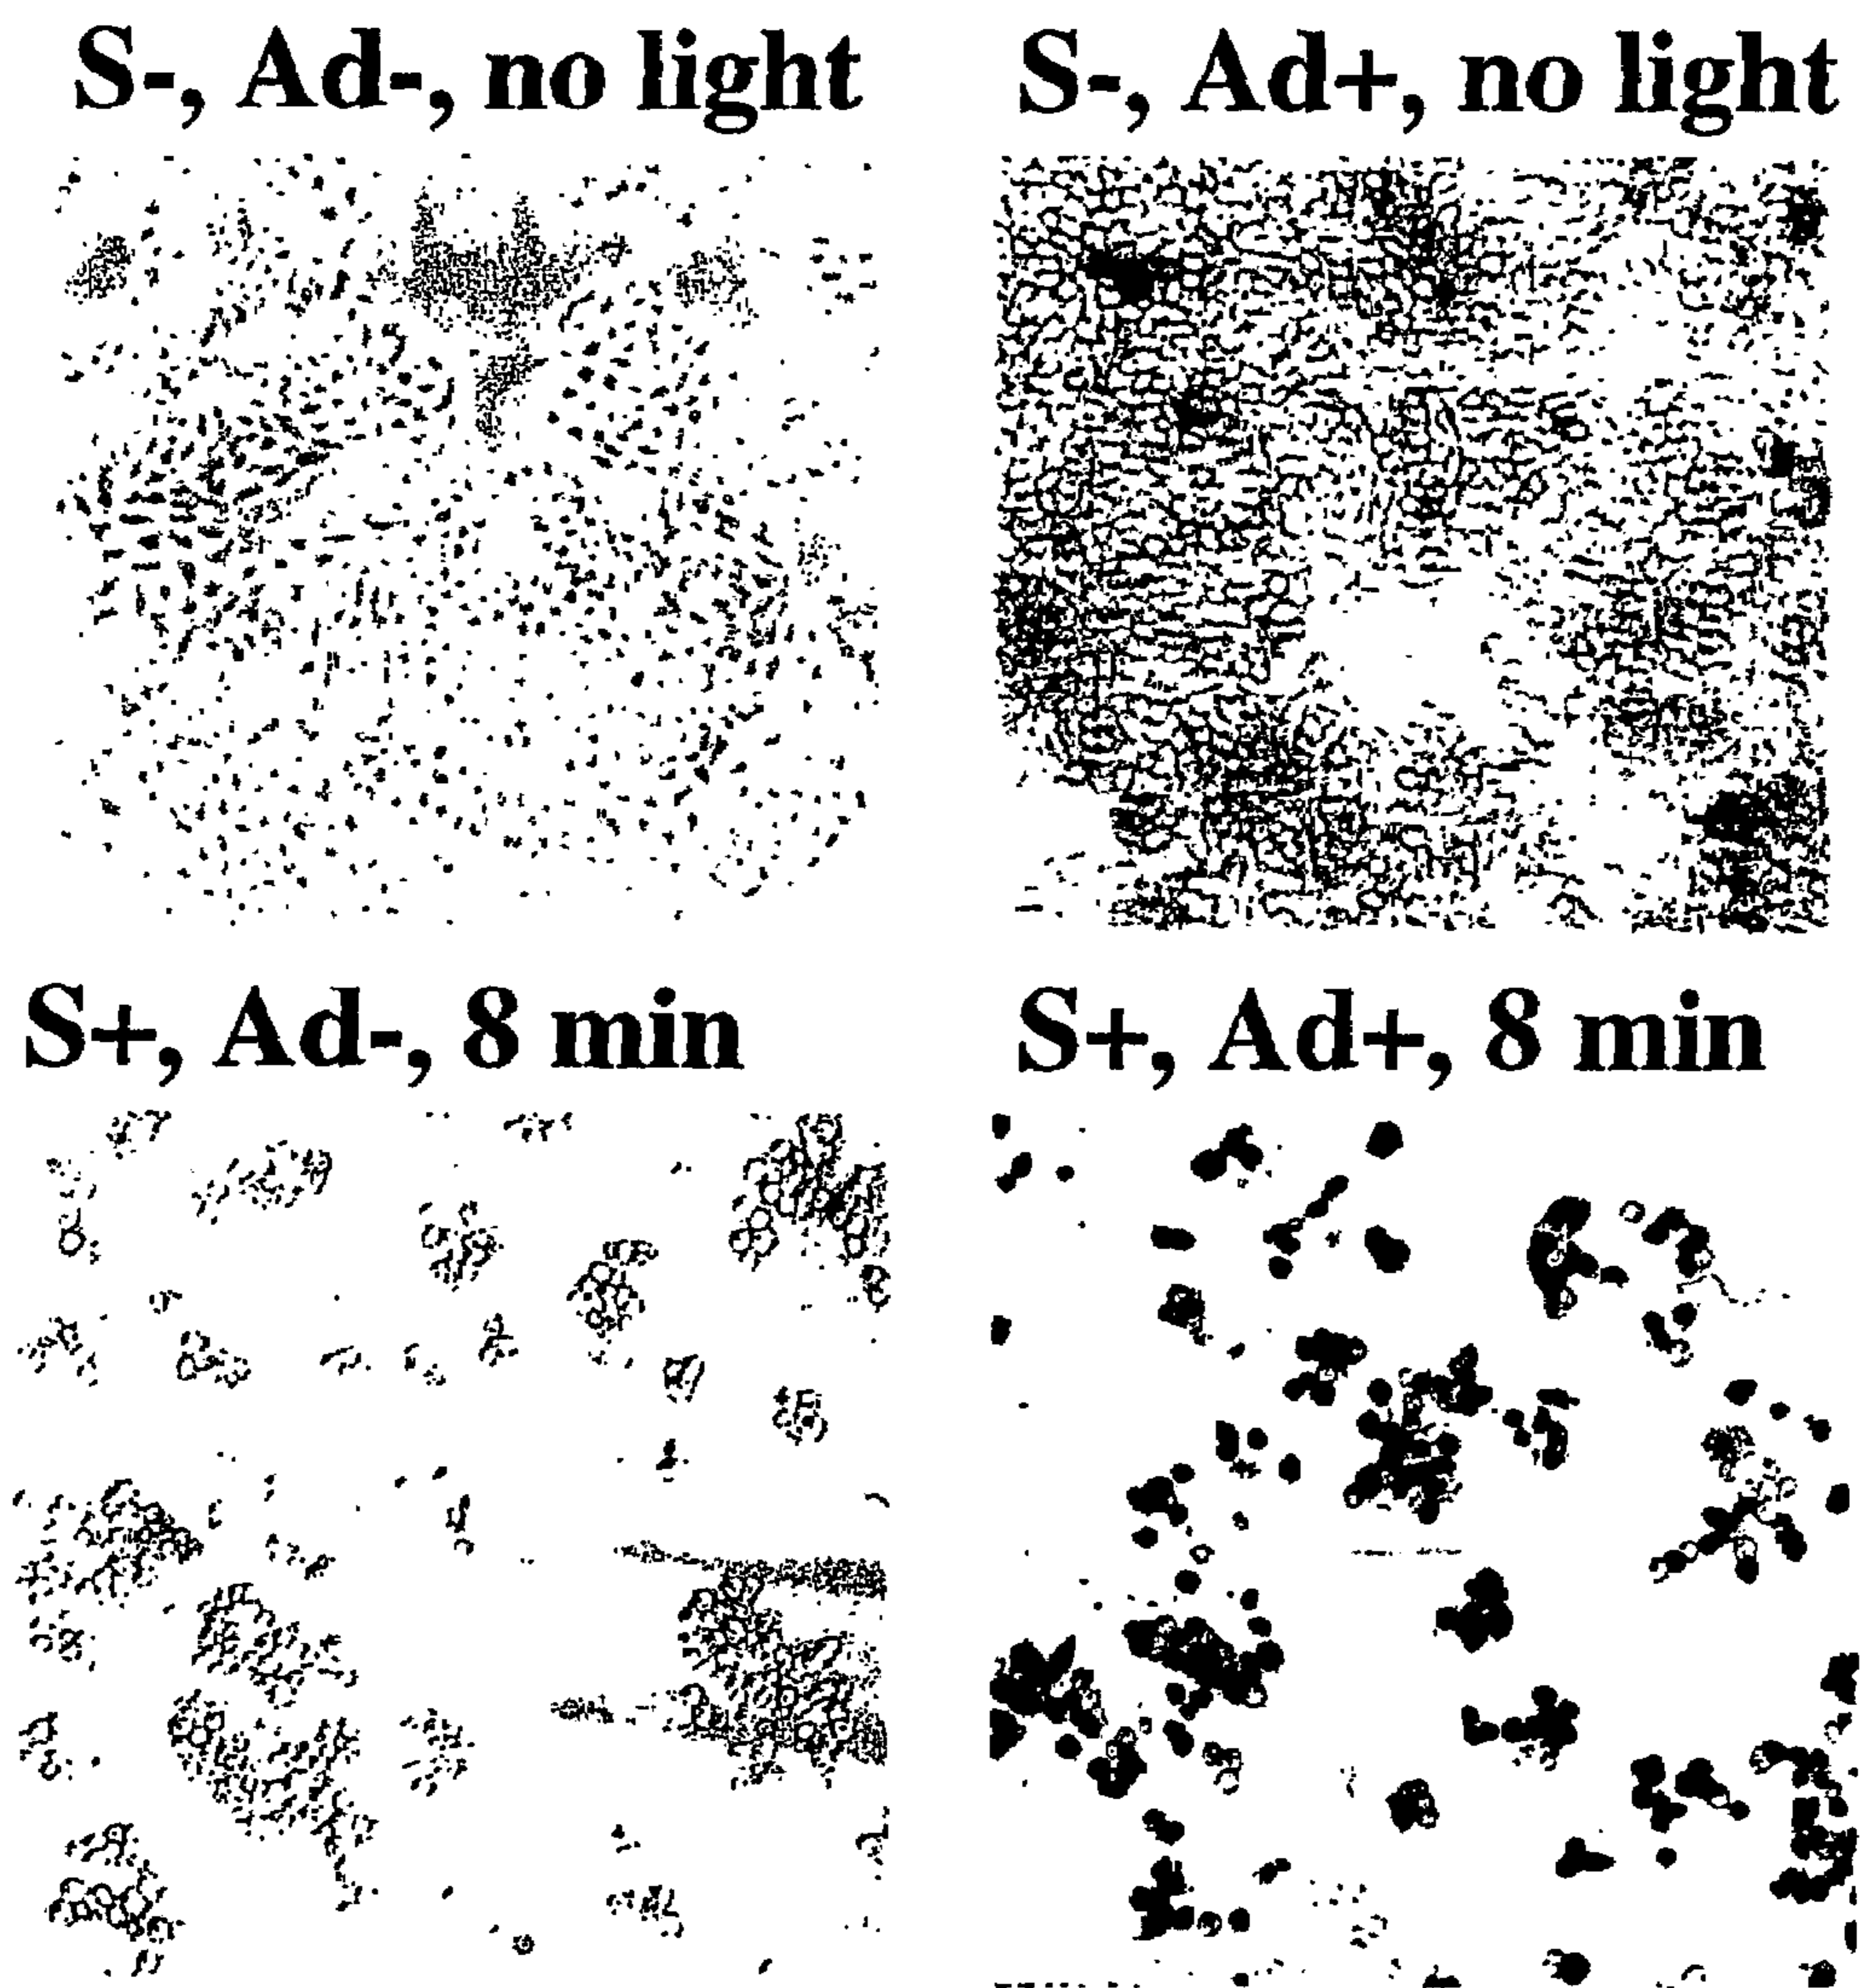 S-, Ad-, no light
S-, Ad+, no light
S+, Ad-, 8 min
S+, Ad+, 8 min